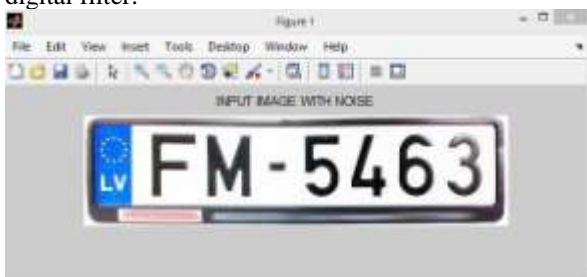 digital filter.
Figure 1
File Edit View Insert Tools Desktop Window Help
INPUT IMAGE WITH NOISE
LV FM-5463